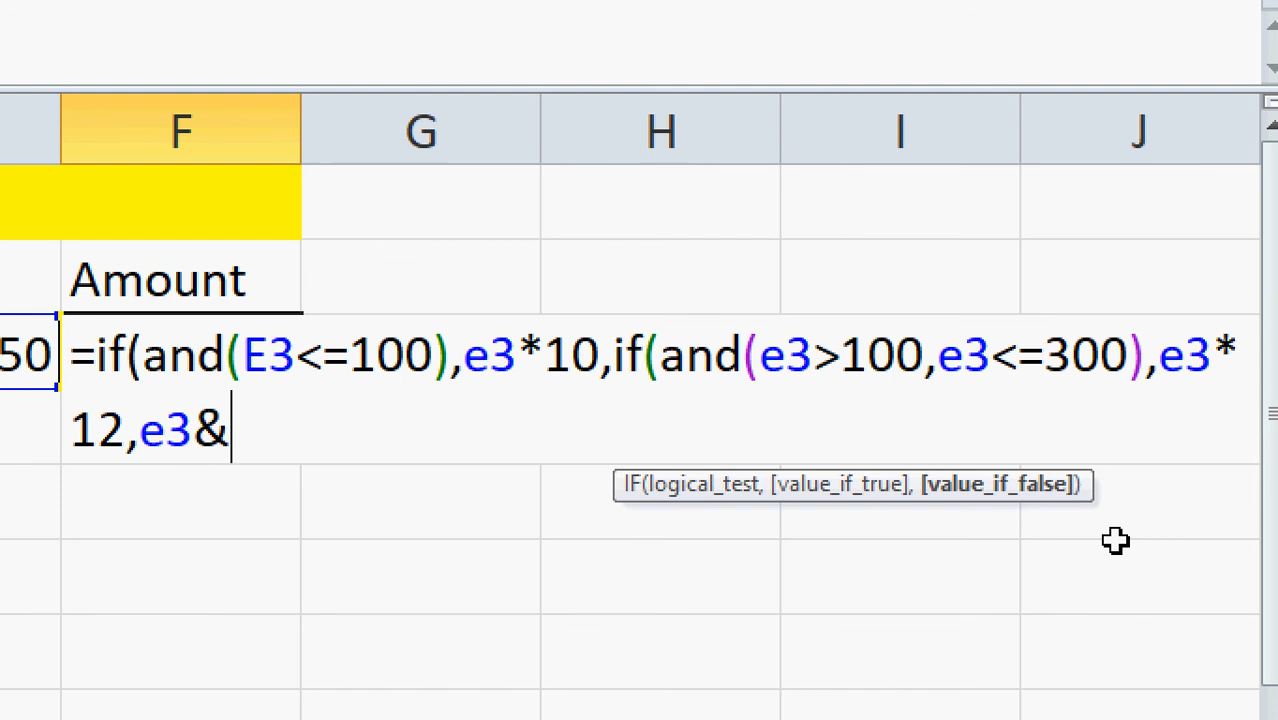 F G H I J
Amount
50 =if(and(E3<=100),e3*10,if(and(e3>100,e3<=300),e3*
12,e3&
IF(logical_test, [value_if_true], [value_if_false])